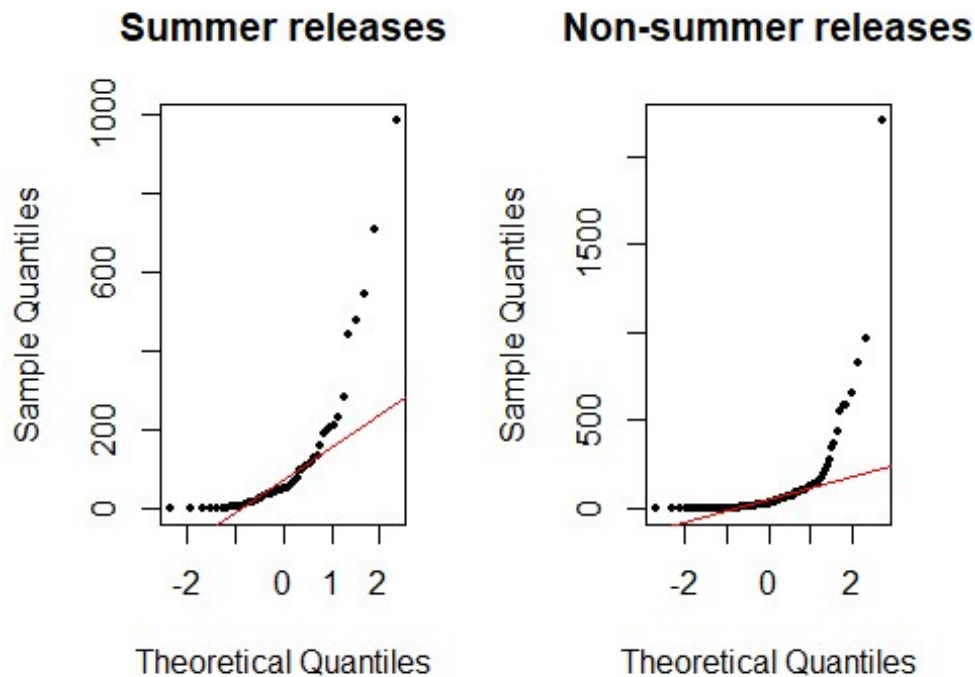 Summer releases
Sample Quantiles
1000
600
200
0
-2
0
1
2
Theoretical Quantiles
Non-summer releases
Sample Quantiles
1500
500
0
-2
0
2
Theoretical Quantiles